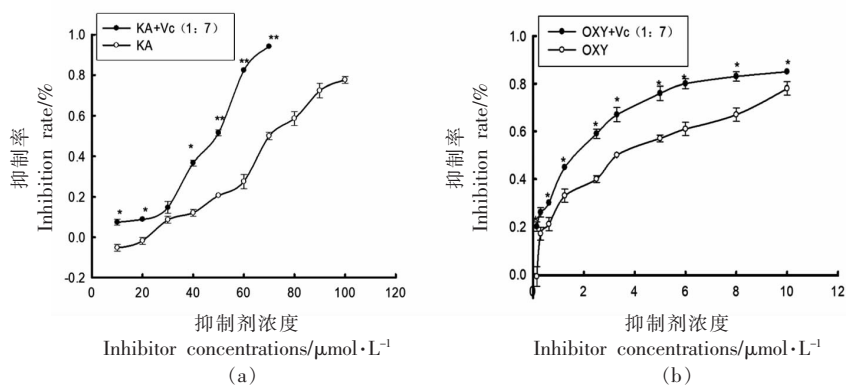 (a)
(b)
KA+Vc（1：7）
KA
OXY+Vc（1：7）
OXY
抑制率/%
Inhibition rate/%
1.0
0.8
0.6
0.4
0.2
0.0
-0.2
* * * ** ** **
0 20 40 60 80 100 120
抑制剂浓度
Inhibitor concentrations/μmol·L⁻¹
(a)
抑制率
Inhibition rate/%
1.0
0.8
0.6
0.4
0.2
0.0
* * * * * * * * *
0 2 4 6 8 10 12
抑制剂浓度
Inhibitor concentrations/μmol·L⁻¹
(b)